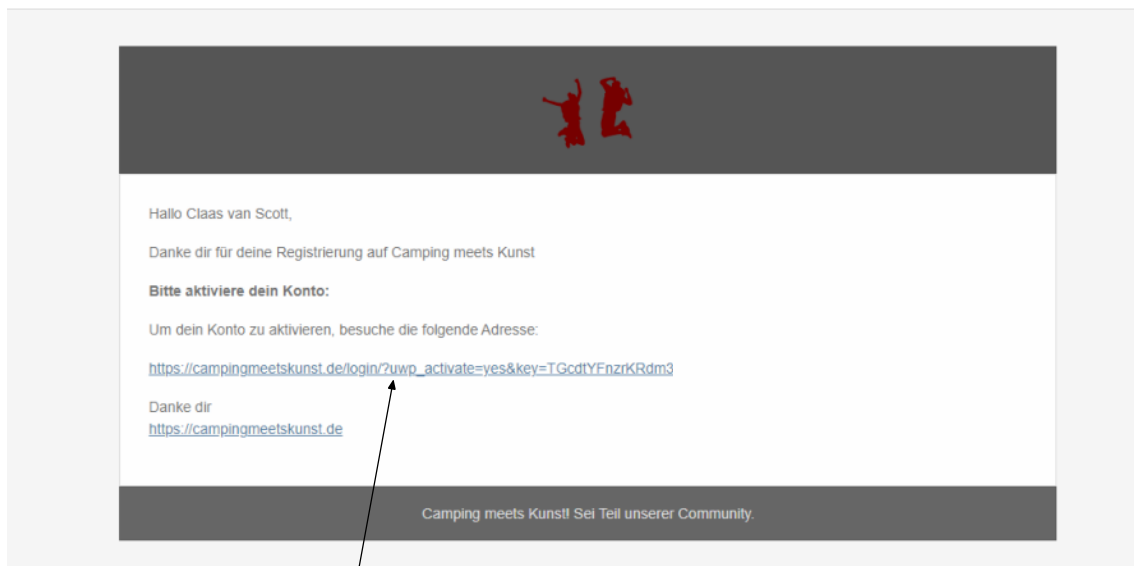 Hallo Claas van Scott,
Danke dir für deine Registrierung auf Camping meets Kunst
Bitte aktiviere dein Konto:
Um dein Konto zu aktivieren, besuche die folgende Adresse:
https://campingmeetskunst.de/login/?uwp_activate=yes&key=TGcdtYFnzrKRdm3
Danke dir
https://campingmeetskunst.de
Camping meets Kunst! Sei Teil unserer Community.